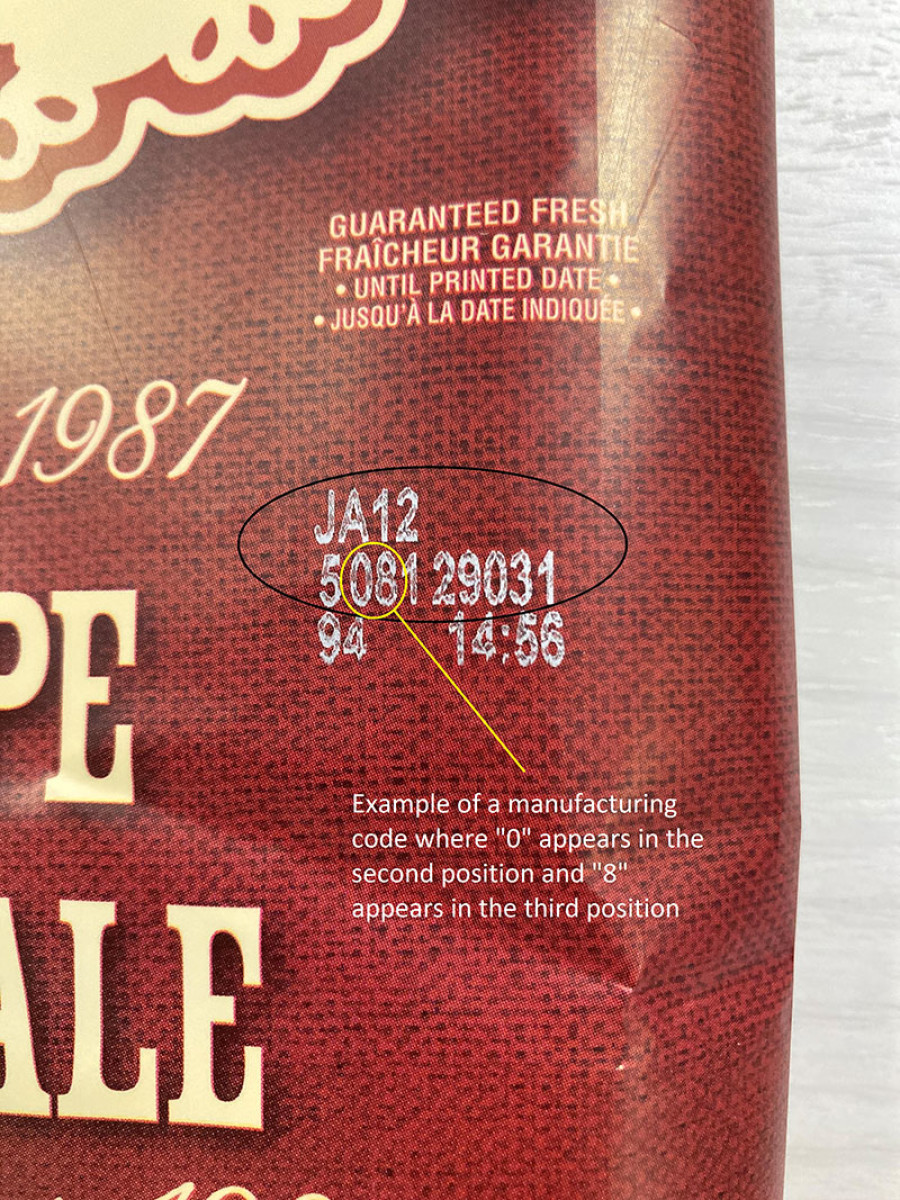 GUARANTEED FRESH
FRAÎCHEUR GARANTIE
• UNTIL PRINTED DATE •
• JUSQU'À LA DATE INDIQUÉE •
1987
JA12
5081 29031
94 14:56
PE
Example of a manufacturing
code where "0" appears in the
second position and "8"
appears in the third position
ALE